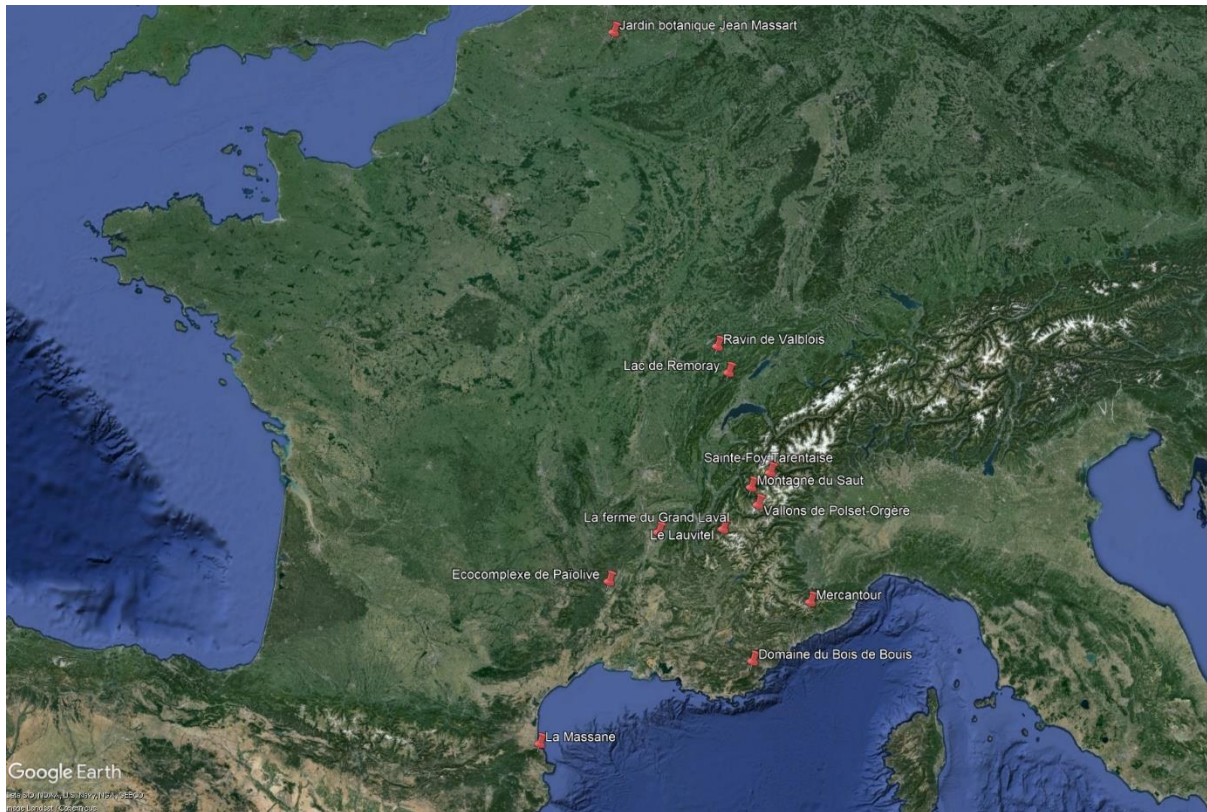 Jardin botanique Jean Massart
Ravin de Valblois
Lac de Remoray
Sainte-Foy Tarentaise
Montagne du Saut
Vallons de Polset-Orgère
La ferme du Grand Laval
Le Lauvitel
Ecocomplexe de Païolive
Mercantour
Domaine du Bois de Bouis
La Massane
Google Earth